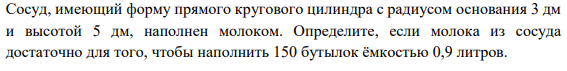 Сосуд, имеющий форму прямого кругового цилиндра с радиусом основания 3 дм
и высотой 5 дм, наполнен молоком. Определите, если молока из сосуда
достаточно для того, чтобы наполнить 150 бутылок ёмкостью 0,9 литров.